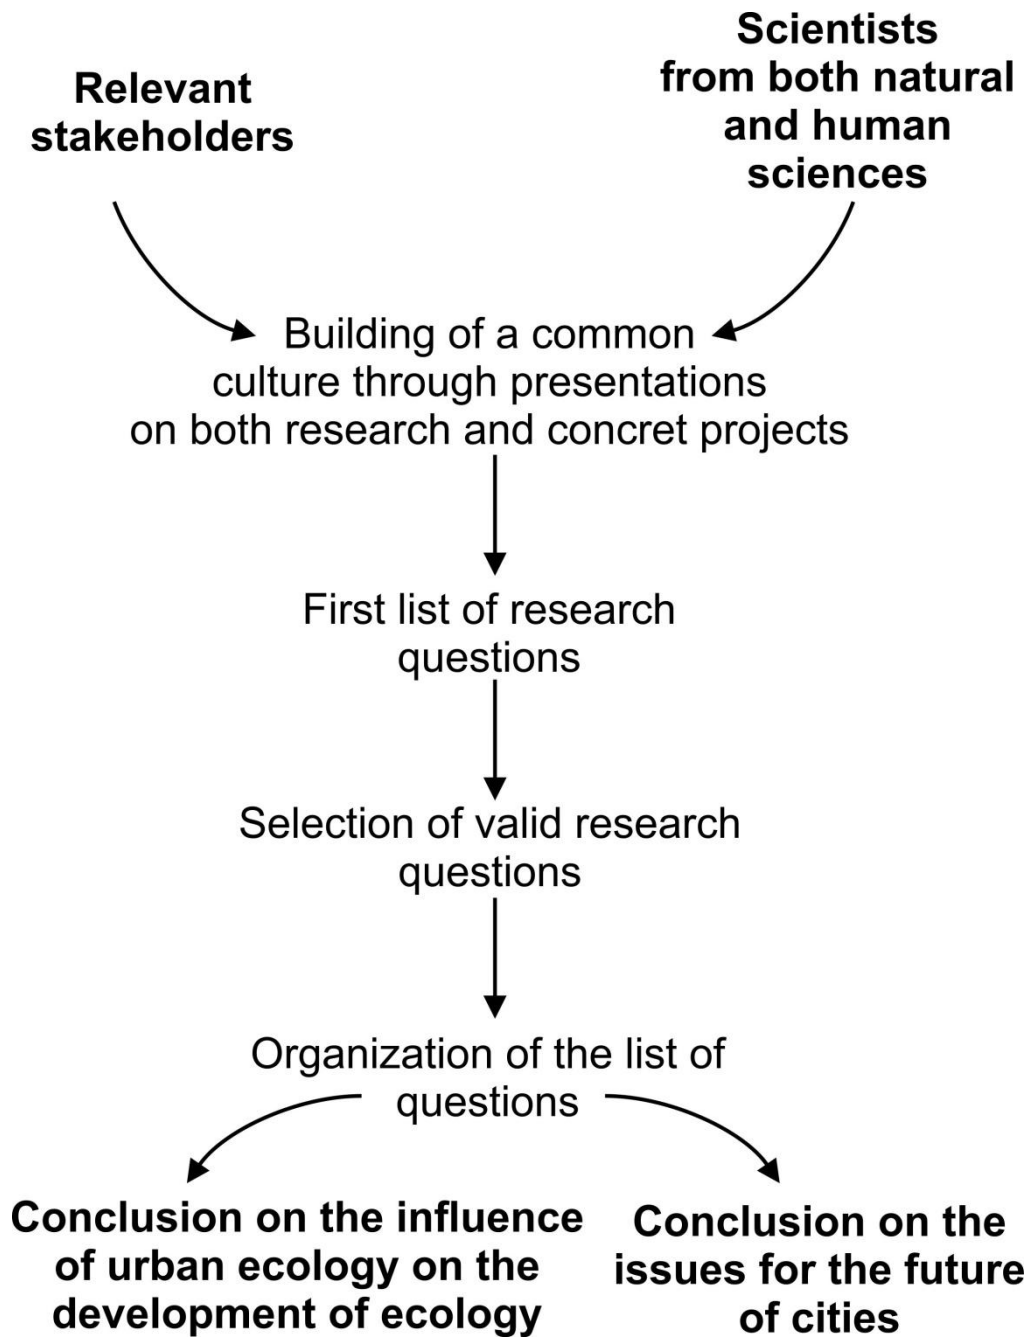 Relevant
stakeholders
Scientists
from both natural
and human
sciences
Building of a common
culture through presentations
on both research and concret projects
First list of research
questions
Selection of valid research
questions
Organization of the list of
questions
Conclusion on the influence
of urban ecology on the
development of ecology
Conclusion on the
issues for the future
of cities